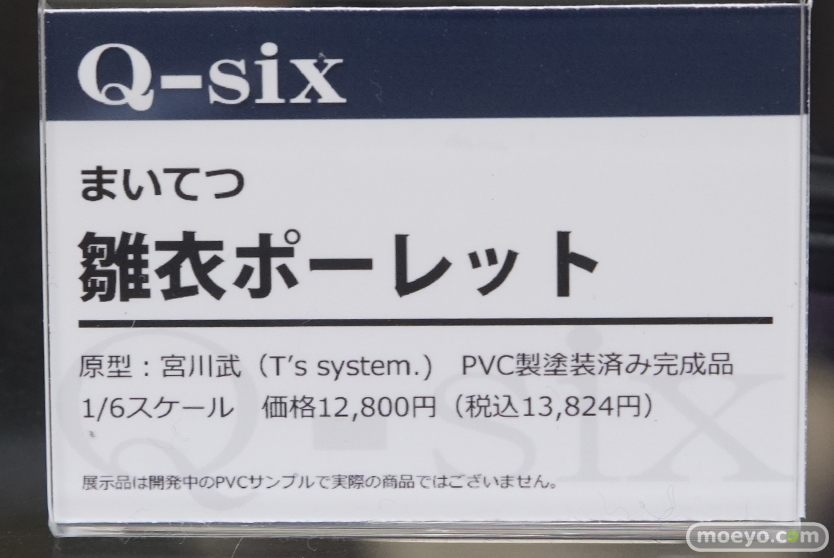 Q-six
まいてつ
雛衣ポーレット
原型：宮川武（T's system.)　PVC製塗装済み完成品
1/6スケール　価格12,800円（税込13,824円）
展示品は開発中のPVCサンプルで実際の商品ではございません。
Q-six
moeyo.com